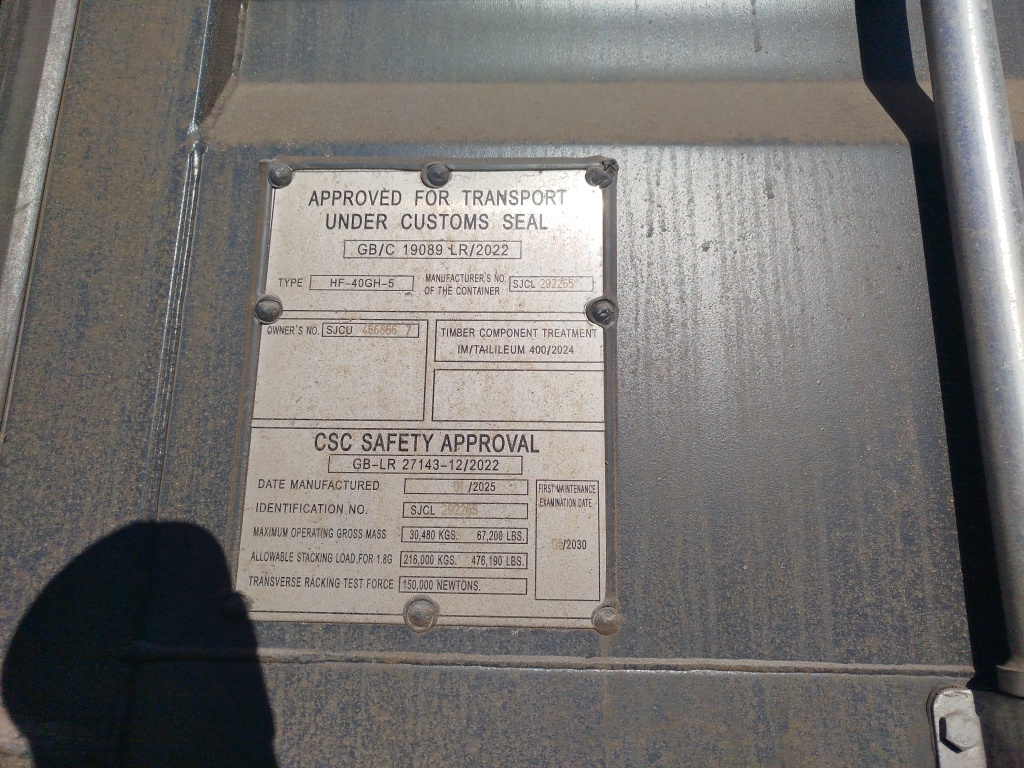 APPROVED FOR TRANSPORT
UNDER CUSTOMS SEAL
GB/C 19089 LR/2022
TYPE HF-40GH-5 MANUFACTURER'S NO. OF THE CONTAINER SJCL 292265
OWNER'S NO. SJCU 7
TIMBER COMPONENT TREATMENT
IM/TAILILEUM 400/2024
CSC SAFETY APPROVAL
GB-LR 27143-12/2022
DATE MANUFACTURED 01/2025
IDENTIFICATION NO. SJCL 292265
MAXIMUM OPERATING GROSS MASS 30,480 KGS. 67,200 LBS.
ALLOWABLE STACKING LOAD FOR 1.8G 216,000 KGS. 476,190 LBS.
TRANSVERSE RACKING TEST FORCE 150,000 NEWTONS.
FIRST MAINTENANCE
EXAMINATION DATE
/2030